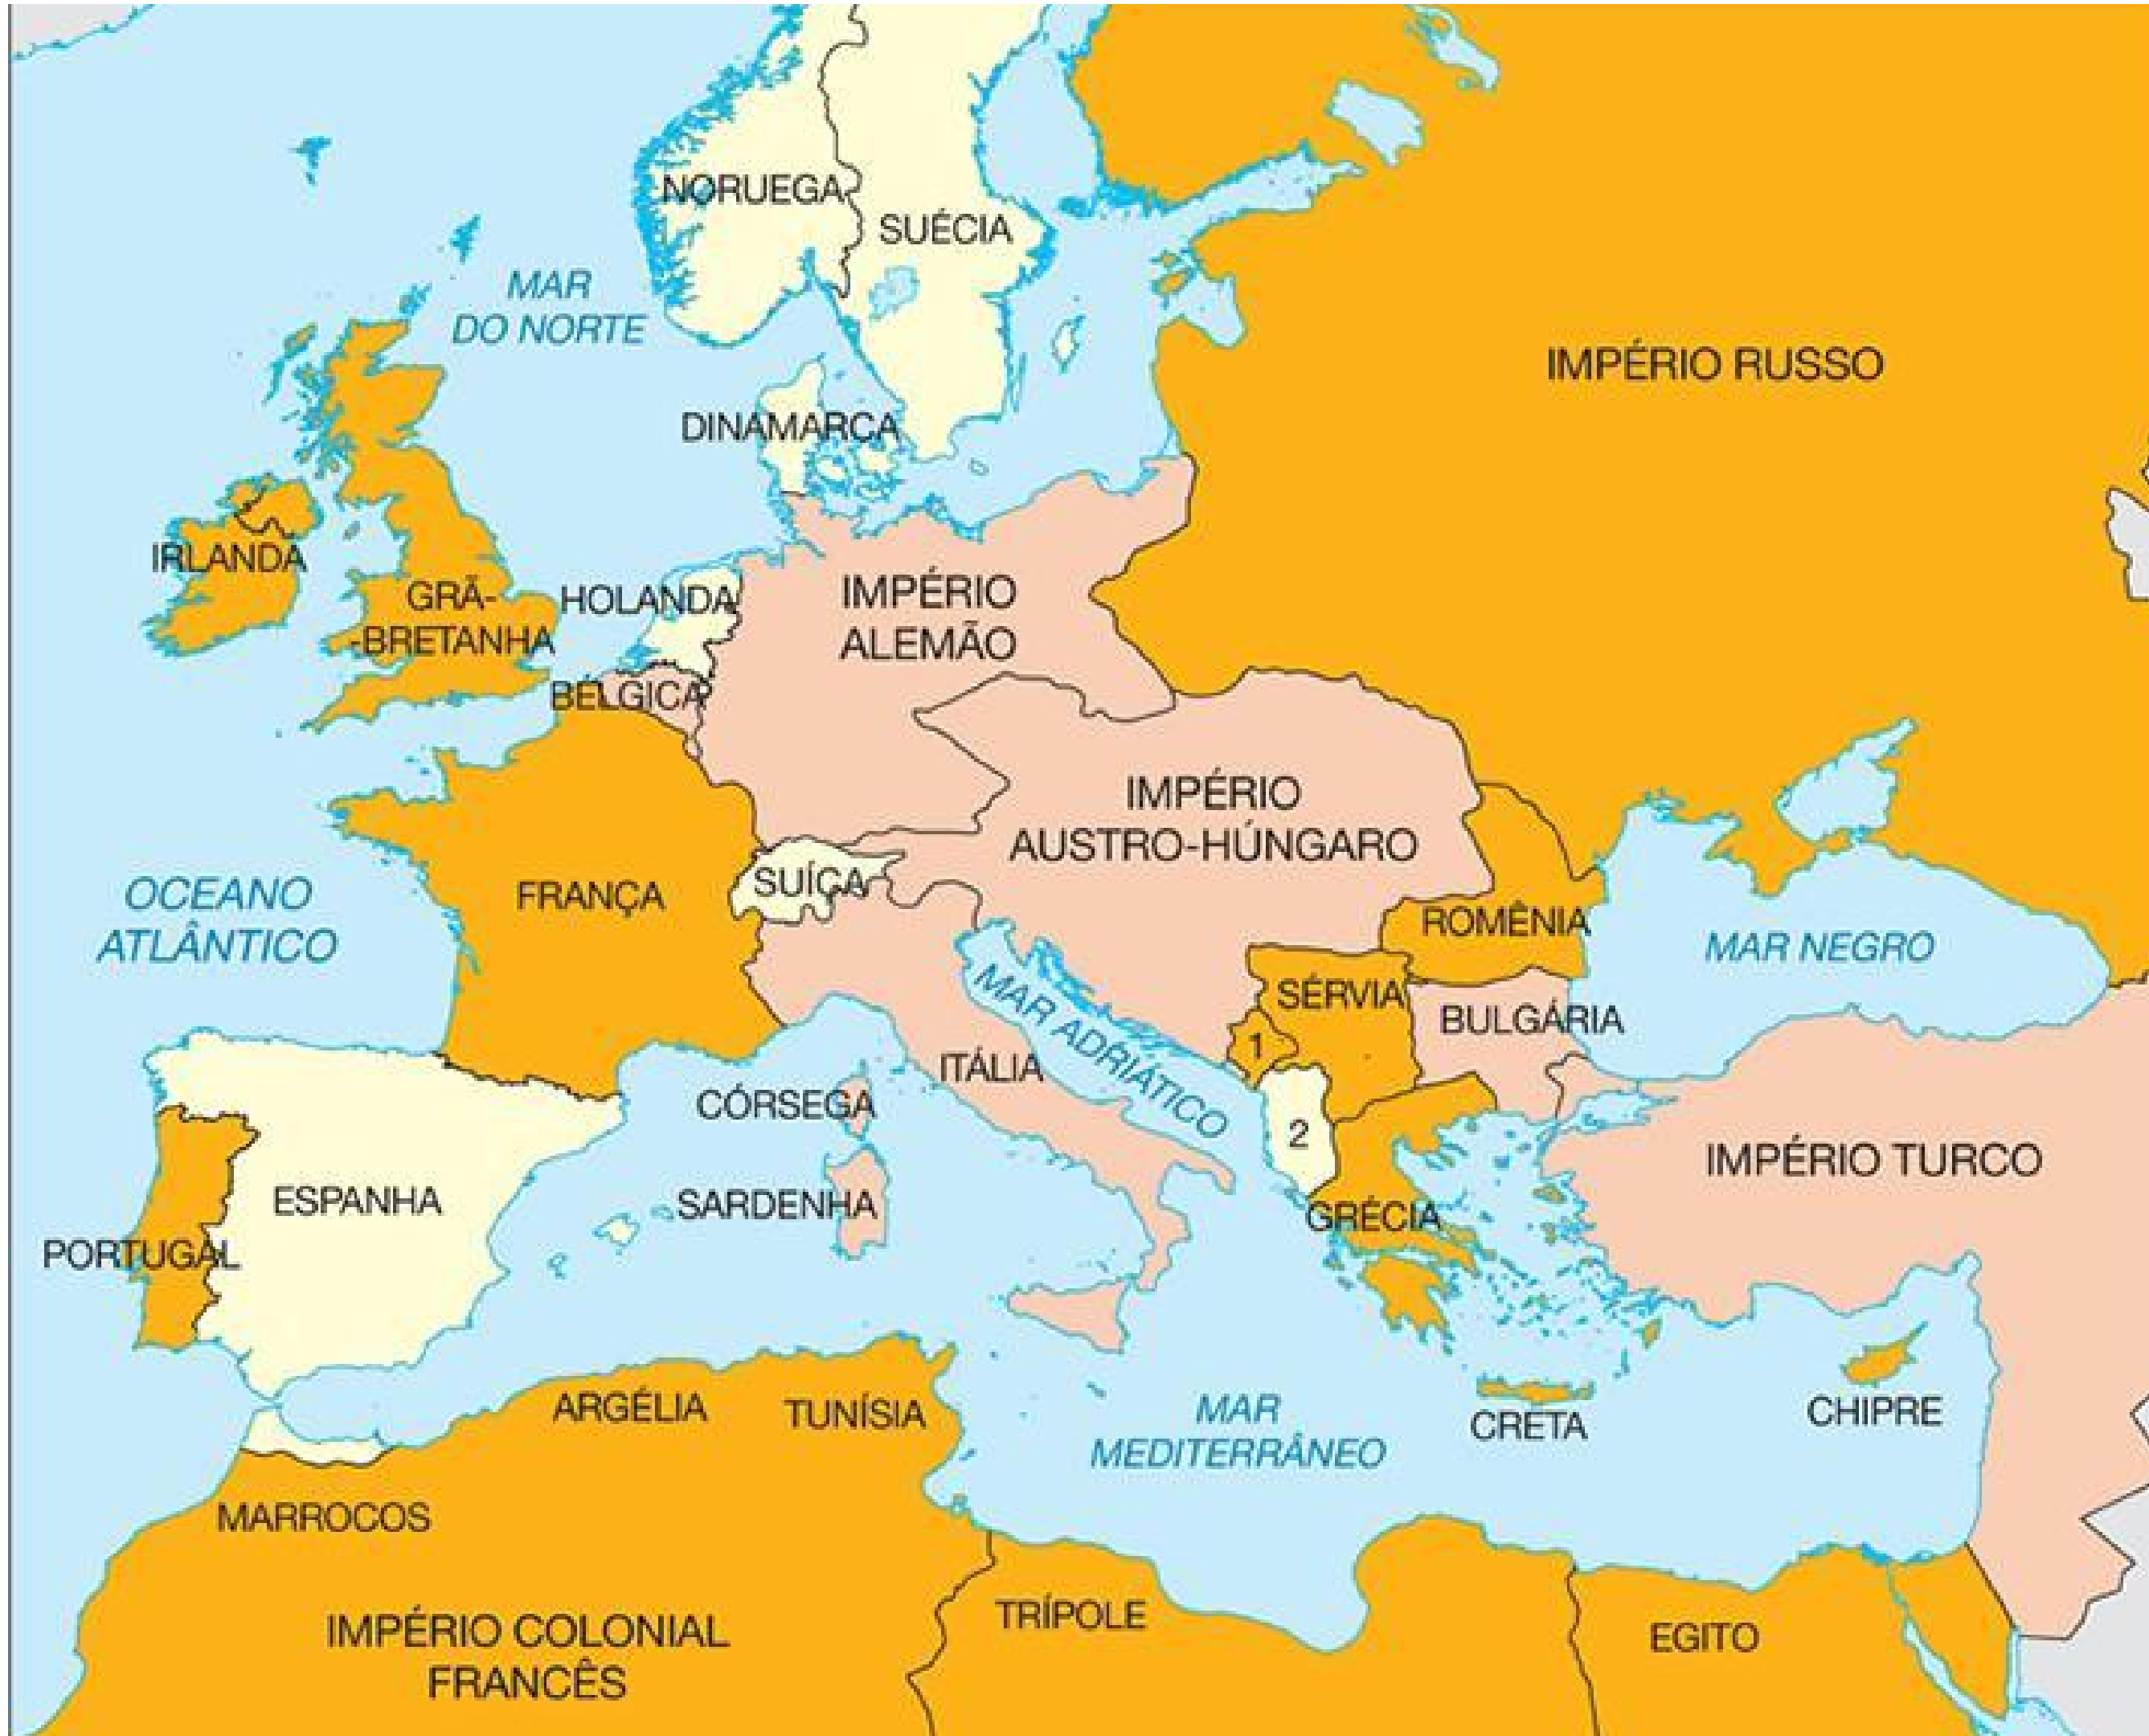 NORUEGA
SUÉCIA
MAR
DO NORTE
IMPÉRIO RUSSO
DINAMARCA
IRLANDA
GRÃ-
-BRETANHA
HOLANDA
IMPÉRIO
ALEMÃO
BÉLGICA
IMPÉRIO
AUSTRO-HÚNGARO
OCEANO
ATLÂNTICO
FRANÇA
SUÍÇA
ROMÊNIA
MAR NEGRO
SÉRVIA
BULGÁRIA
MAR ADRIÁTICO
1
ITÁLIA
CÓRSEGA
2
IMPÉRIO TURCO
ESPANHA
SARDENHA
GRÉCIA
PORTUGAL
ARGÉLIA
TUNÍSIA
MAR
MEDITERRÂNEO
CRETA
CHIPRE
MARROCOS
IMPÉRIO COLONIAL
FRANCÊS
TRÍPOLE
EGITO